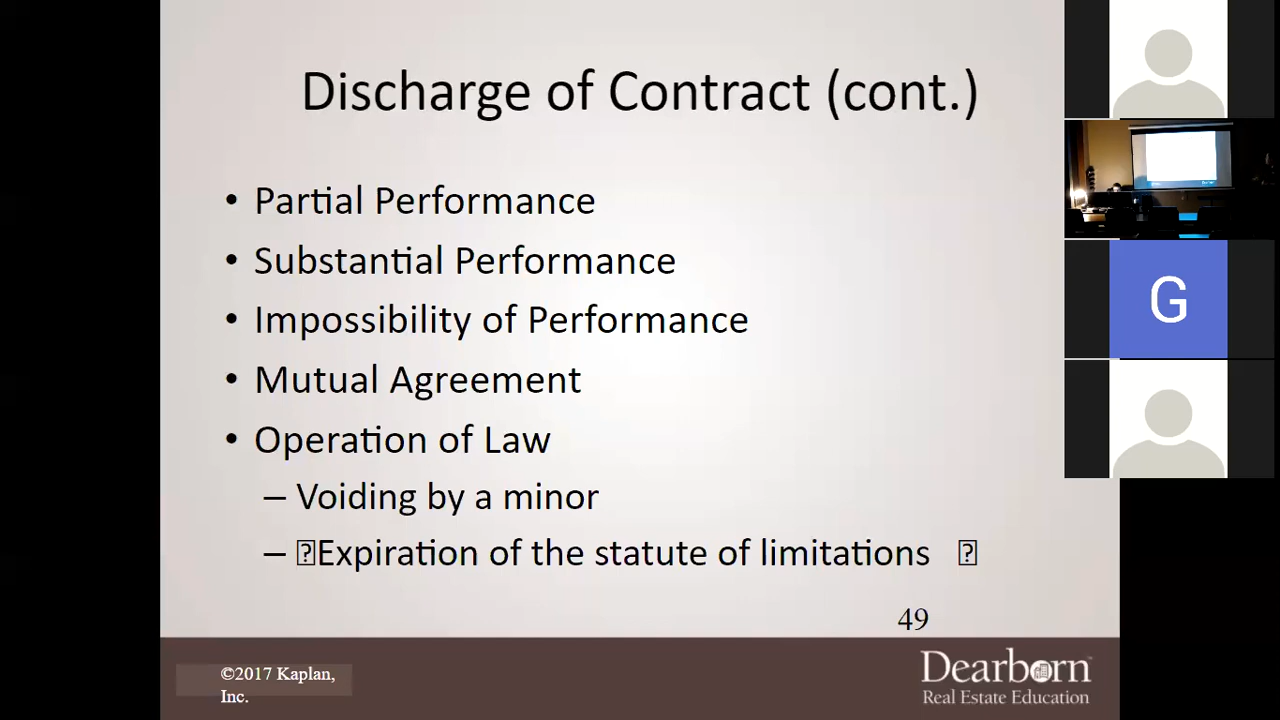 Discharge of Contract (cont.)
• Partial Performance
• Substantial Performance
• Impossibility of Performance
• Mutual Agreement
• Operation of Law
– Voiding by a minor
– ⍰Expiration of the statute of limitations ⍰
49
©2017 Kaplan,
Inc.
Dearborn™
Real Estate Education
G